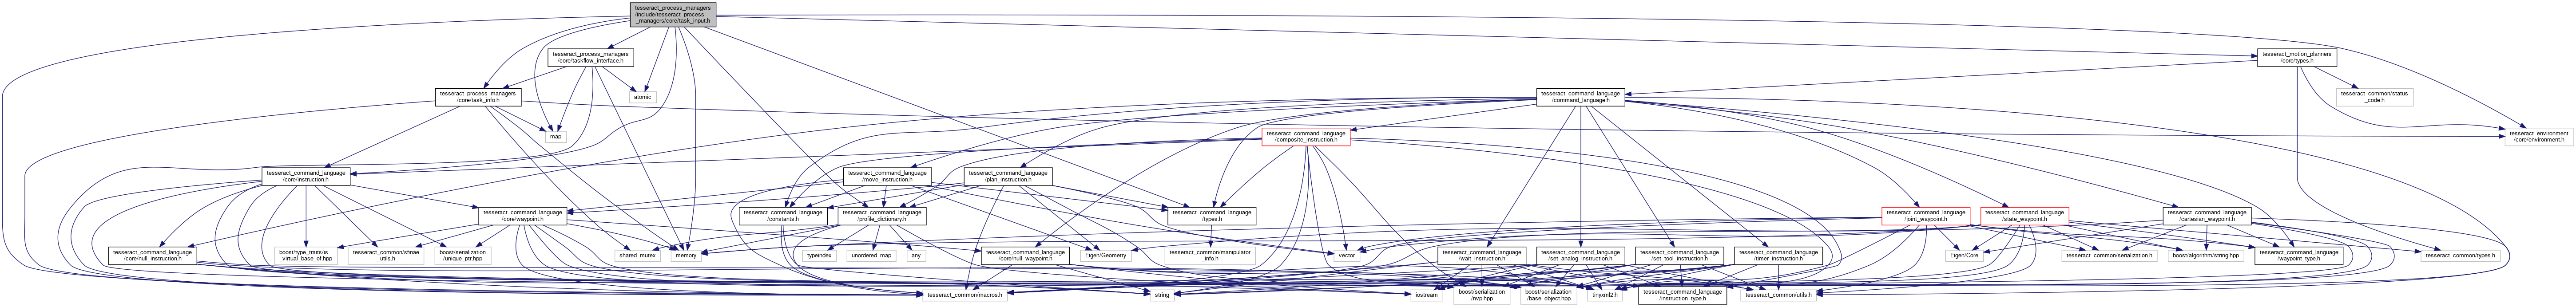 tesseract_process_managers
/include/tesseract_process
_managers/core/task_input.h
tesseract_process_managers
/core/taskflow_interface.h
tesseract_motion_planners
/core/types.h
tesseract_process_managers
/core/task_info.h
atomic
tesseract_command_language
/command_language.h
tesseract_common/status
_code.h
map
tesseract_command_language
/composite_instruction.h
tesseract_environment
/core/environment.h
tesseract_command_language
/core/instruction.h
tesseract_command_language
/move_instruction.h
tesseract_command_language
/plan_instruction.h
tesseract_command_language
/core/waypoint.h
tesseract_command_language
/constants.h
tesseract_command_language
/profile_dictionary.h
tesseract_command_language
/types.h
tesseract_command_language
/joint_waypoint.h
tesseract_command_language
/state_waypoint.h
tesseract_command_language
/cartesian_waypoint.h
tesseract_command_language
/core/null_instruction.h
boost/type_traits/is
_virtual_base_of.hpp
tesseract_common/sfinae
_utils.h
boost/serialization
/unique_ptr.hpp
shared_mutex
memory
typeindex
unordered_map
any
tesseract_command_language
/core/null_waypoint.h
Eigen/Geometry
tesseract_common/manipulator
_info.h
vector
tesseract_command_language
/wait_instruction.h
tesseract_command_language
/set_analog_instruction.h
tesseract_command_language
/set_tool_instruction.h
tesseract_command_language
/timer_instruction.h
Eigen/Core
tesseract_common/serialization.h
boost/algorithm/string.hpp
tesseract_command_language
/waypoint_type.h
tesseract_common/types.h
tesseract_common/macros.h
string
iostream
boost/serialization
/nvp.hpp
boost/serialization
/base_object.hpp
tinyxml2.h
tesseract_command_language
/instruction_type.h
tesseract_common/utils.h